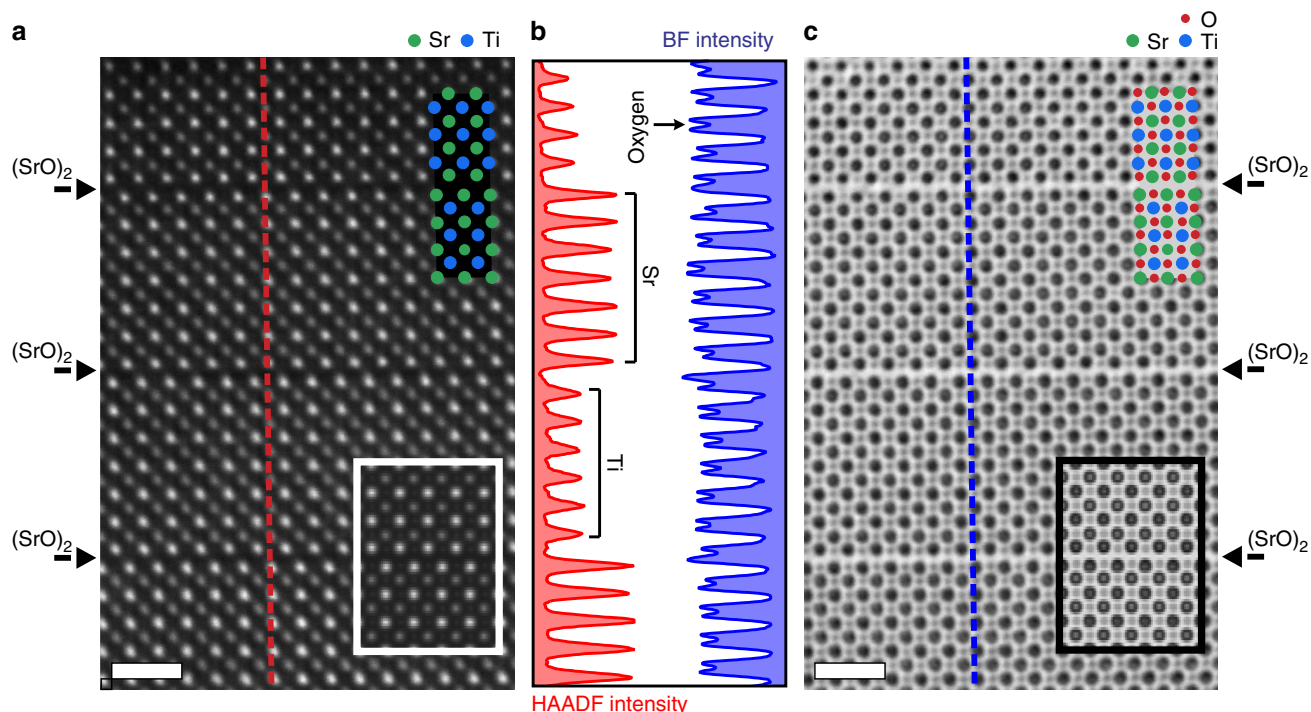 a
Sr Ti
(SrO)2
(SrO)2
(SrO)2
b
BF intensity
Oxygen
Sr
Ti
HAADF intensity
c
O
Sr Ti
(SrO)2
(SrO)2
(SrO)2